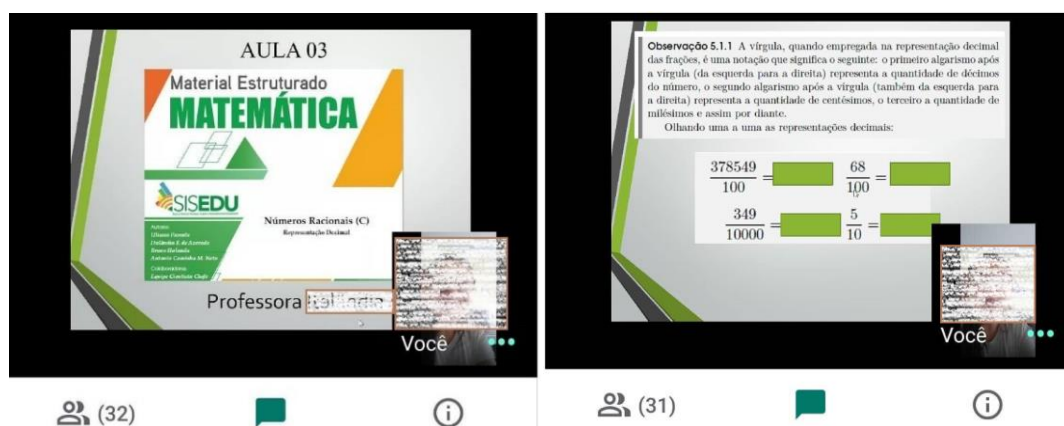 AULA 03
Material Estruturado
MATEMÁTICA
SISEDU
Números Racionais (C)
Representação Decimal
Autores:
Ulisses Parente
Colaboradores:
Professora
Você
(32)
Observação 5.1.1 A vírgula, quando empregada na representação decimal
das frações, é uma notação que significa o seguinte: o primeiro algarismo após
a vírgula (da esquerda para a direita) representa a quantidade de décimos
do número, o segundo algarismo após a vírgula (também da esquerda para
a direita) representa a quantidade de centésimos, o terceiro a quantidade de
milésimos e assim por diante.
Olhando uma a uma as representações decimais:
378549/100 = 68/100 =
349/10000 = 5/10 =
Você
(31)